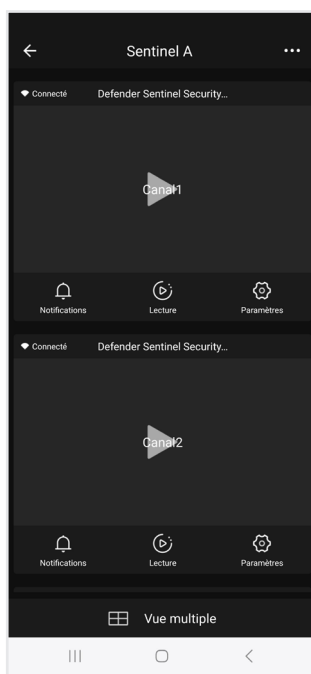 Sentinel A
Connecté Defender Sentinel Security...
Canal1
Notifications Lecture Paramètres
Connecté Defender Sentinel Security...
Canal2
Notifications Lecture Paramètres
Vue multiple